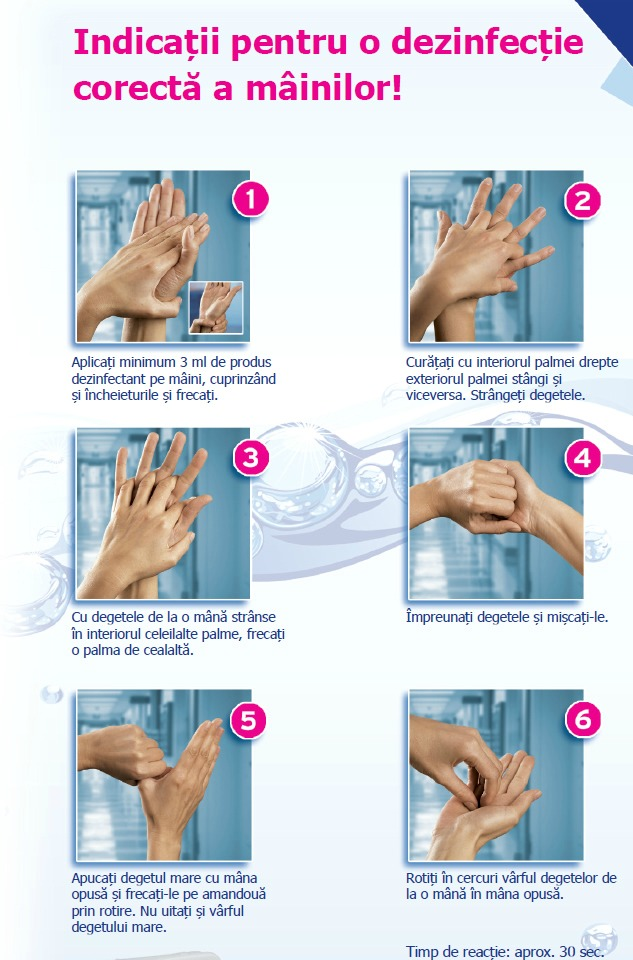 Indicații pentru o dezinfecție
corectă a mâinilor!
1
Aplicați minimum 3 ml de produs
dezinfectant pe mâini, cuprinzând
și încheieturile și frecați.
2
Curățați cu interiorul palmei drepte
exteriorul palmei stângi și
viceversa. Strângeți degetele.
3
Cu degetele de la o mână strânse
în interiorul celeilalte palme, frecați
o palma de cealaltă.
4
Împreunați degetele și mișcați-le.
5
Apucați degetul mare cu mâna
opusă și frecați-le pe amandouă
prin rotire. Nu uitați și vârful
degetului mare.
6
Rotiți în cercuri vârful degetelor de
la o mână în mâna opusă.
Timp de reacție: aprox. 30 sec.